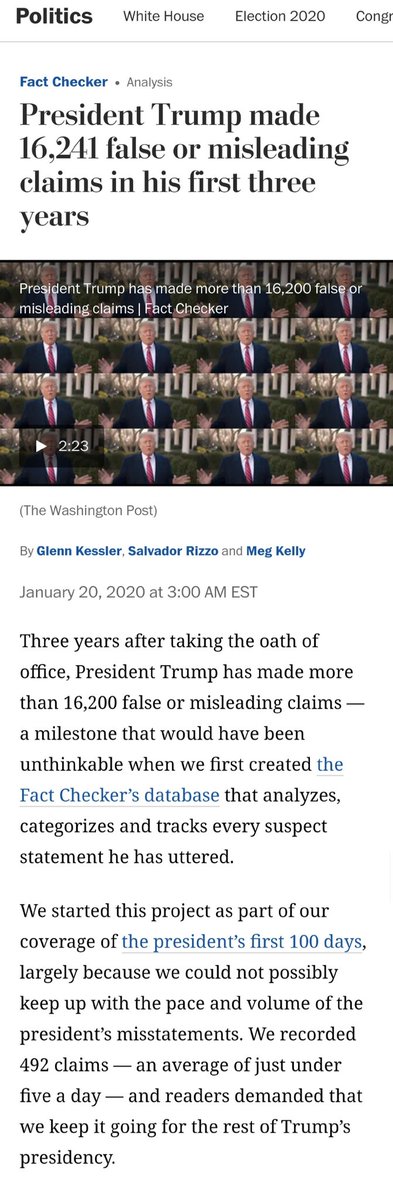 Politics White House Election 2020 Congr
Fact Checker • Analysis
President Trump made
16,241 false or misleading
claims in his first three
years
President Trump has made more than 16,200 false or
misleading claims | Fact Checker
2:23
(The Washington Post)
By Glenn Kessler, Salvador Rizzo and Meg Kelly
January 20, 2020 at 3:00 AM EST
Three years after taking the oath of
office, President Trump has made more
than 16,200 false or misleading claims —
a milestone that would have been
unthinkable when we first created the
Fact Checker’s database that analyzes,
categorizes and tracks every suspect
statement he has uttered.
We started this project as part of our
coverage of the president’s first 100 days,
largely because we could not possibly
keep up with the pace and volume of the
president’s misstatements. We recorded
492 claims — an average of just under
five a day — and readers demanded that
we keep it going for the rest of Trump’s
presidency.